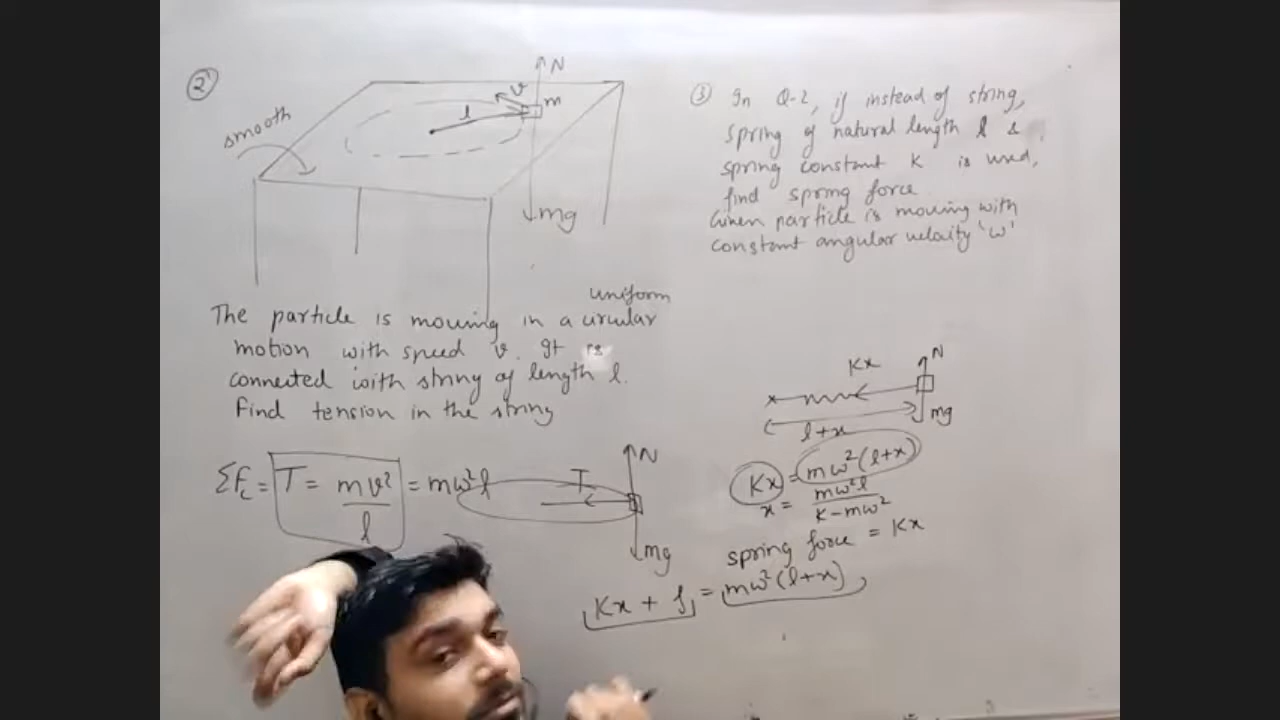 ②
N
v
m
l
smooth
mg
uniform
The particle is moving in a circular
motion with speed v. It is
connected with string of length l.
Find tension in the string
ΣFc = T = mv²/l = mω²l
T
N
mg
③ In Q-2, if instead of string,
spring of natural length l &
spring constant K is used,
find spring force
Given particle is moving with
constant angular velocity 'ω'
Kx
N
mg
l+x
Kx = mω²(l+x)
x = mω²l/K-mω²
spring force = Kx
Kx + f = mω²(l+x)